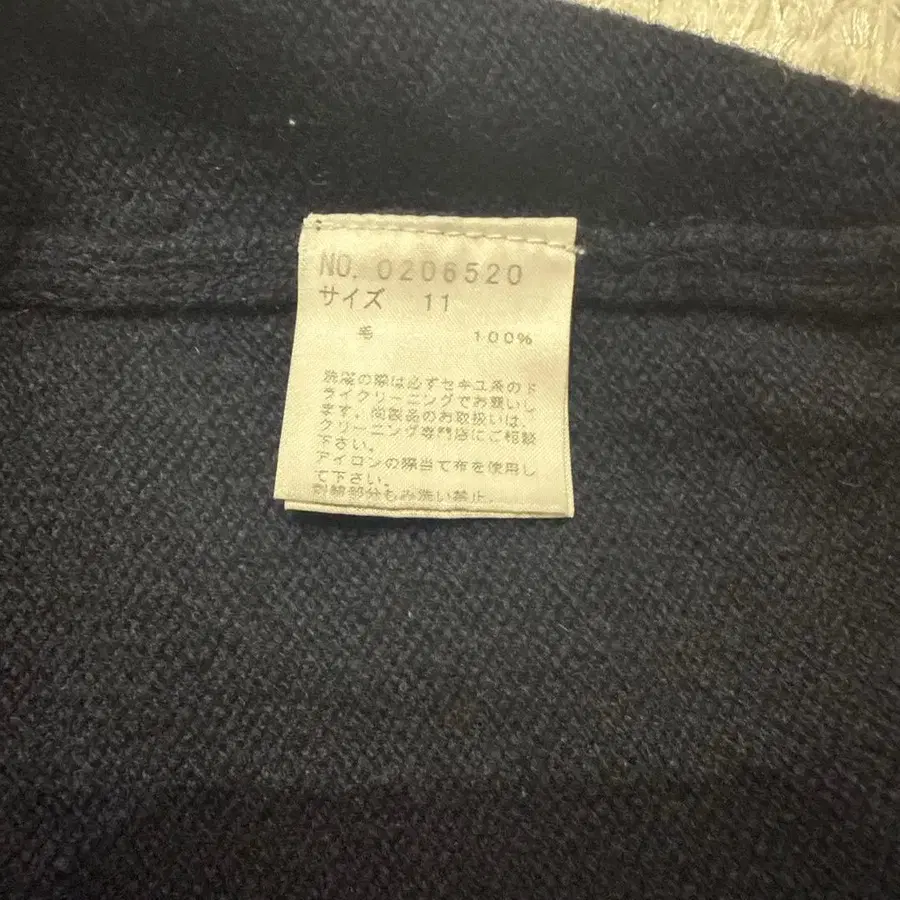 NO. 0206520
サイズ 11
毛 100%
洗濯の際は必ずセキユ系のド
ライクリーニングでお願いし
ます。尚製品のお取扱いは、
クリーニング専門店にご相談
下さい。
アイロンの際当て布を使用し
て下さい。
刺繍部分もみ洗い禁止。